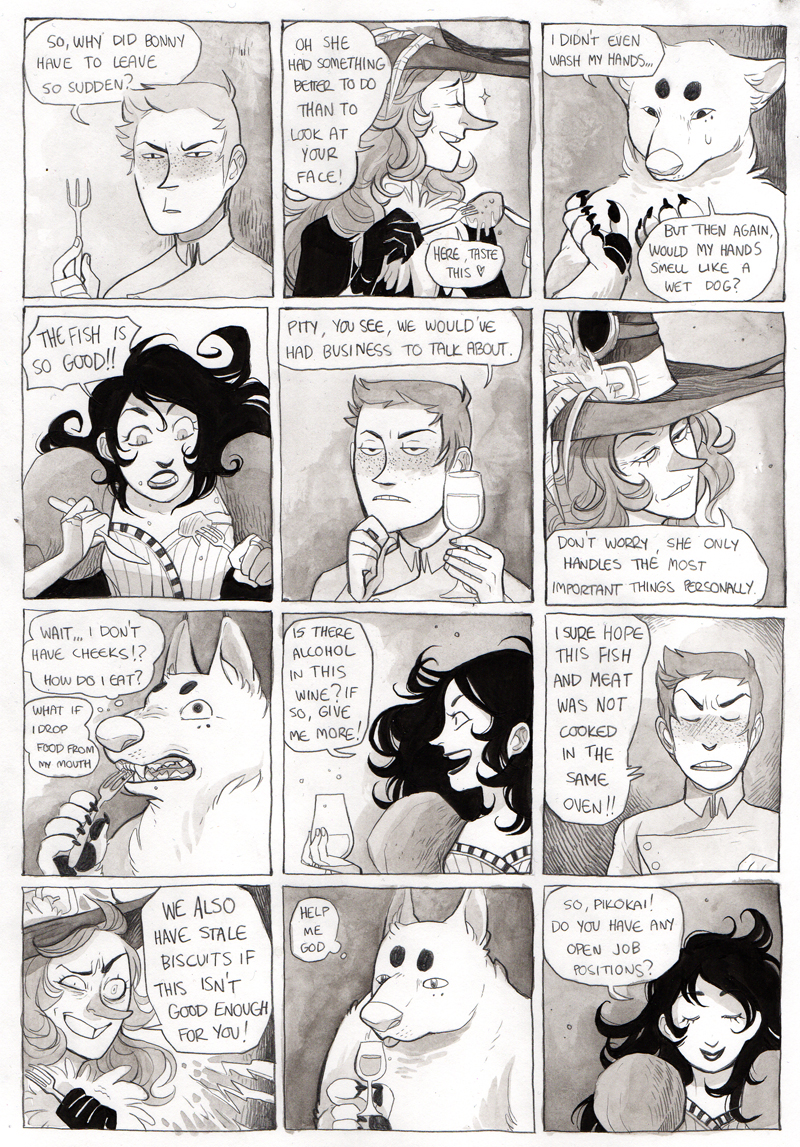 SO, WHY DID BONNY
HAVE TO LEAVE
SO SUDDEN?
OH SHE
HAD SOMETHING
BETTER TO DO
THAN TO
LOOK AT
YOUR
FACE!
HERE, TASTE
THIS ♥
I DIDN'T EVEN
WASH MY HANDS...
BUT THEN AGAIN,
WOULD MY HANDS
SMELL LIKE A
WET DOG?
THE FISH IS
SO GOOD!!
PITY, YOU SEE, WE WOULD'VE
HAD BUSINESS TO TALK ABOUT.
DON'T WORRY, SHE ONLY
HANDLES THE MOST
IMPORTANT THINGS PERSONALLY.
WAIT... I DON'T
HAVE CHEEKS!?
HOW DO I EAT?
WHAT IF
I DROP
FOOD FROM
MY MOUTH
IS THERE
ALCOHOL
IN THIS
WINE? IF
SO, GIVE
ME MORE!
I SURE HOPE
THIS FISH
AND MEAT
WAS NOT
COOKED
IN THE
SAME
OVEN!!
WE ALSO
HAVE STALE
BISCUITS IF
THIS ISN'T
GOOD ENOUGH
FOR YOU!
HELP
ME
GOD
SO, PIKOKAI!
DO YOU HAVE ANY
OPEN JOB
POSITIONS?